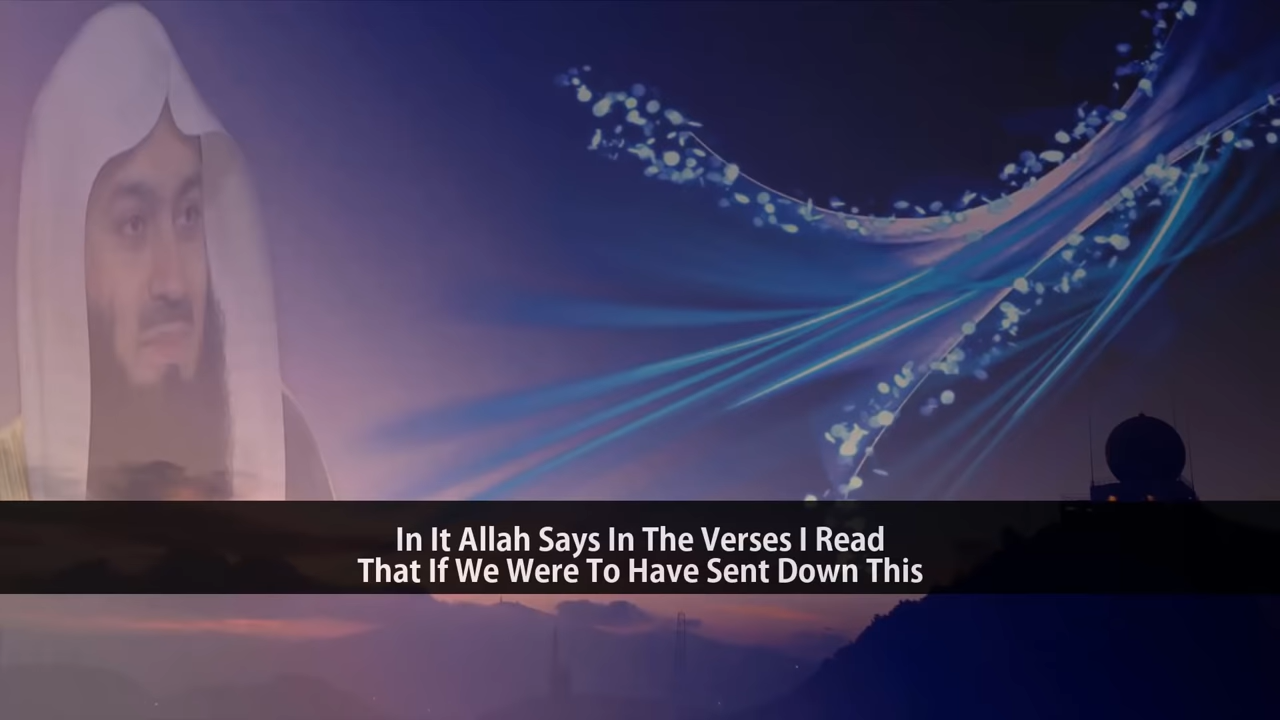 In It Allah Says In The Verses I Read
That If We Were To Have Sent Down This